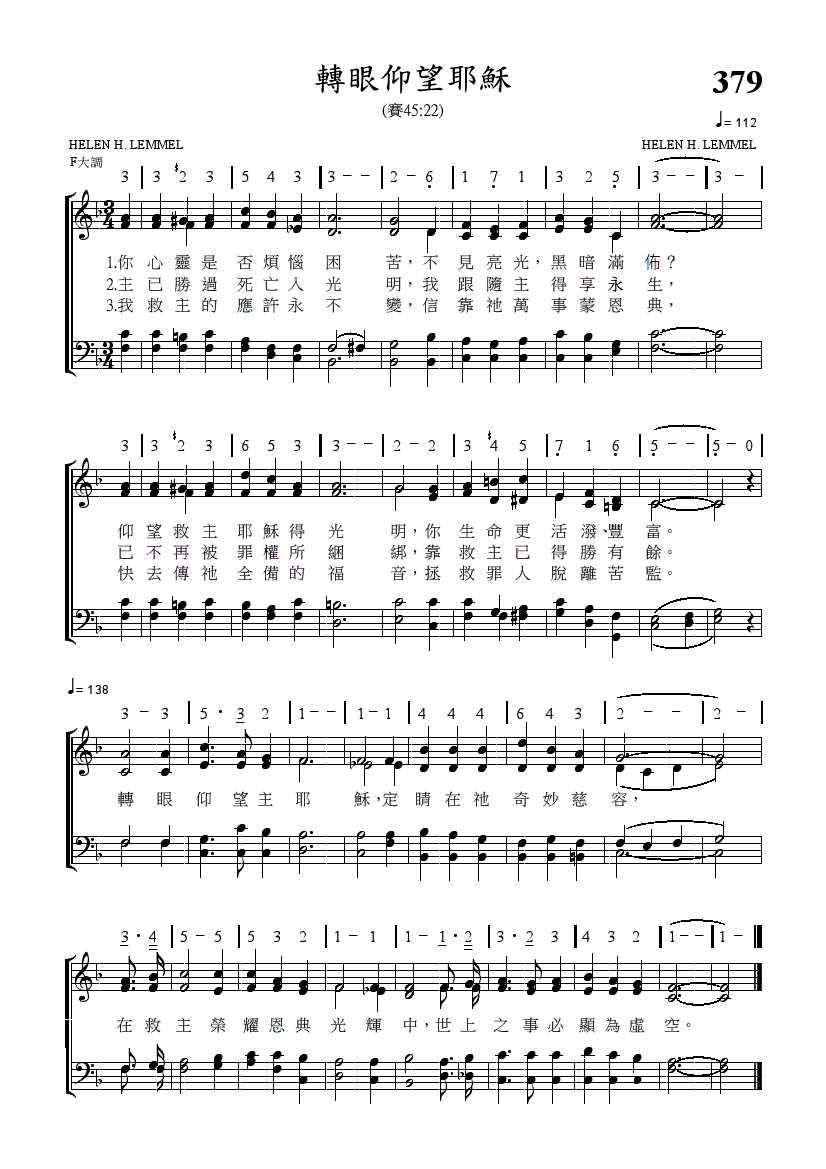 轉眼仰望耶穌
379
(賽45:22)
♩= 112
HELEN H. LEMMEL
HELEN H. LEMMEL
F大調
3 | 3 2 3 | 5 4 3 | 3 - - | 2 - 6 | 1 7 1 | 3 2 5 | 3 - - | 3 -
1.你心靈是否煩惱困苦,不見亮光,黑暗滿佈?
2.主已勝過死亡入光明,我跟隨主得享永生,
3.我救主的應許永不變,信靠祂萬事蒙恩典,
3 | 3 2 3 | 6 5 3 | 3 - - | 2 - 2 | 3 4 5 | 7 1 6 | 5 - - | 5 - 0
仰望救主耶穌得光明,你生命更活潑、豐富。
已不再被罪權所綑綁,靠救主已得勝有餘。
快去傳祂全備的福音,拯救罪人脫離苦監。
♩= 138
3 - 3 | 5 · 3 2 | 1 - - | 1 - 1 | 4 4 4 | 6 4 3 | 2 - - | 2 - |
轉眼仰望主耶穌,定睛在祂奇妙慈容,
3 · 4 | 5 - 5 | 5 3 2 | 1 - 1 | 1 - 1 · 2 | 3 · 2 3 | 4 3 2 | 1 - - | 1 -
在救主榮耀恩典光輝中,世上之事必顯為虛空。